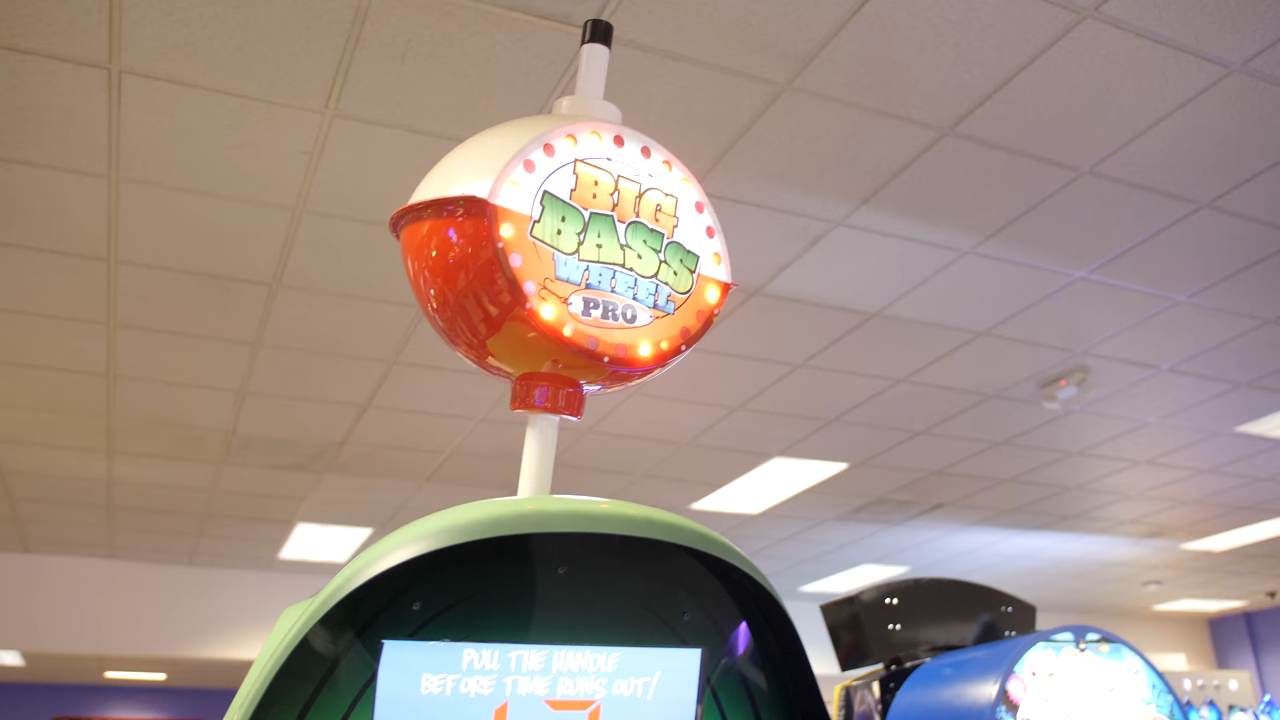 BIG
BASS
WHEEL
PRO
PULL THE HANDLE
BEFORE TIME RUNS OUT!